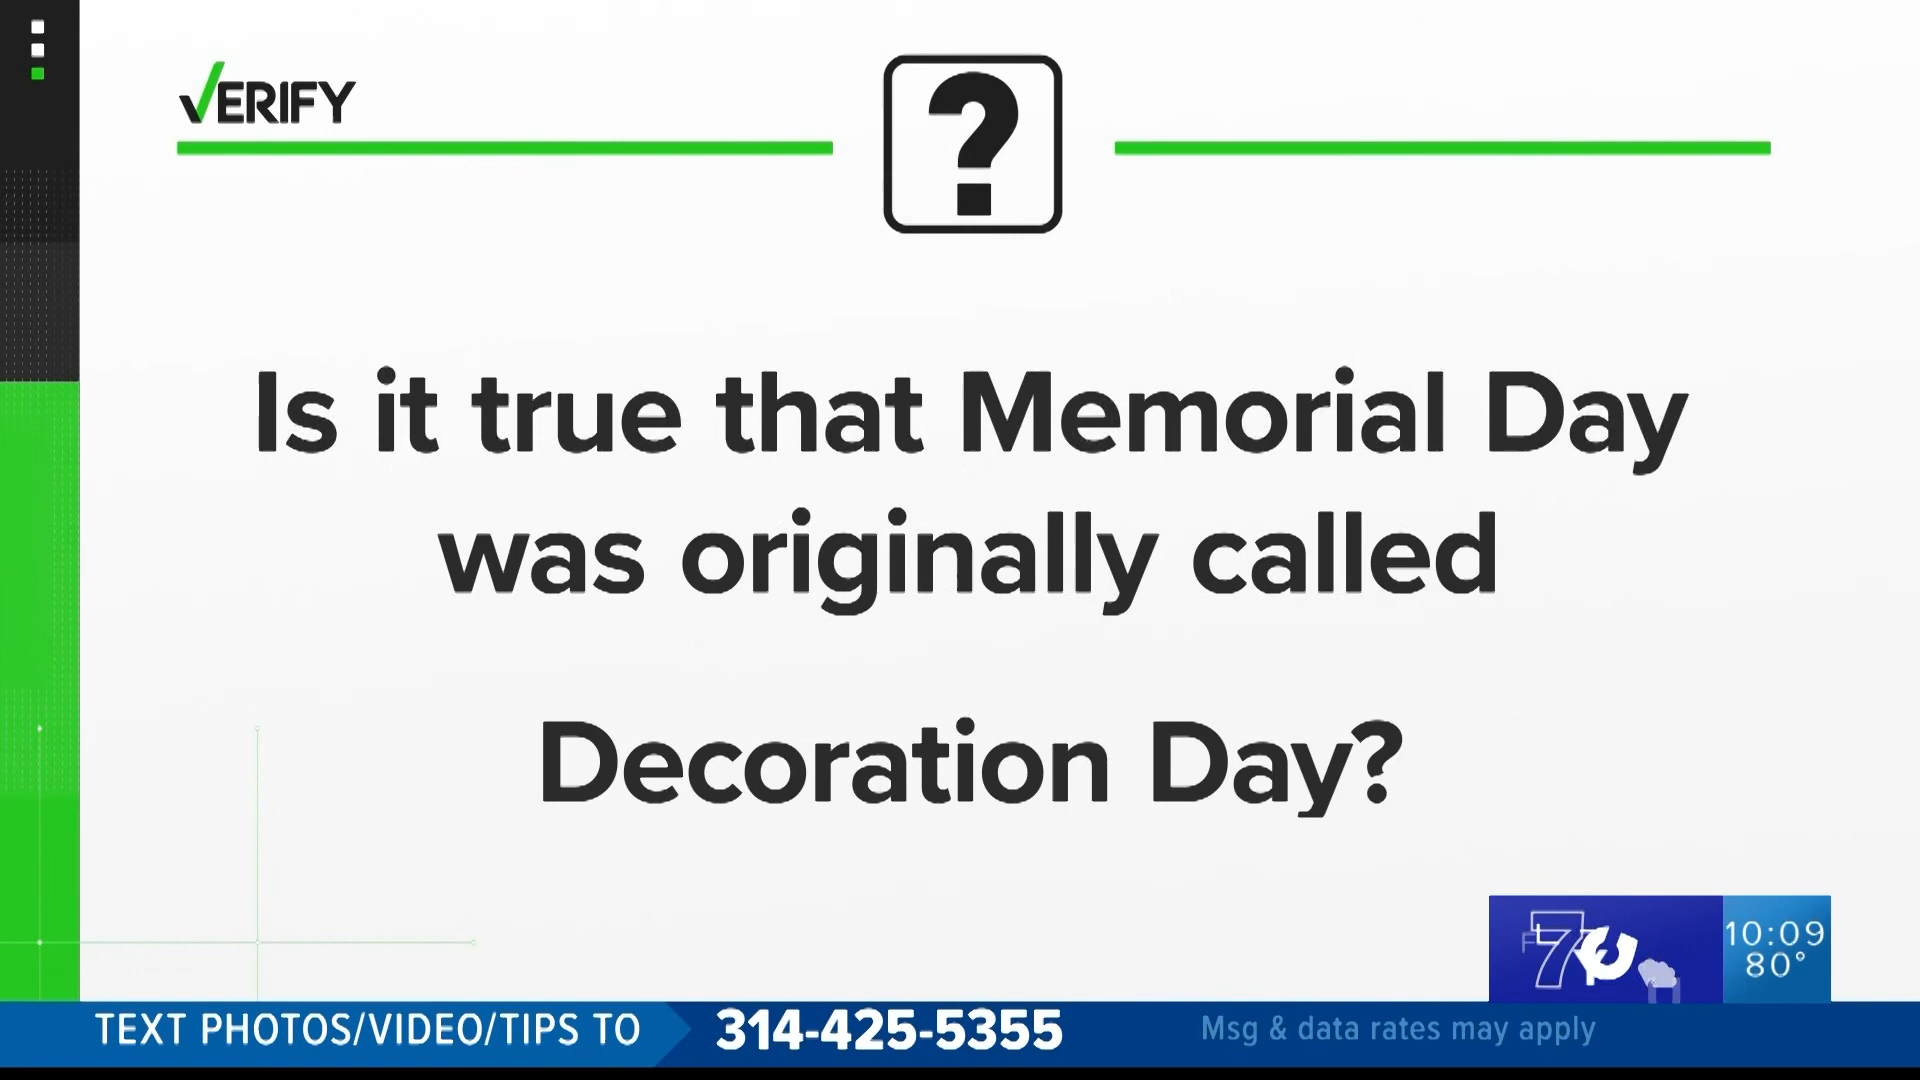 VERIFY
?
Is it true that Memorial Day
was originally called
Decoration Day?
10:09
80°
TEXT PHOTOS/VIDEO/TIPS TO 314-425-5355 Msg & data rates may apply